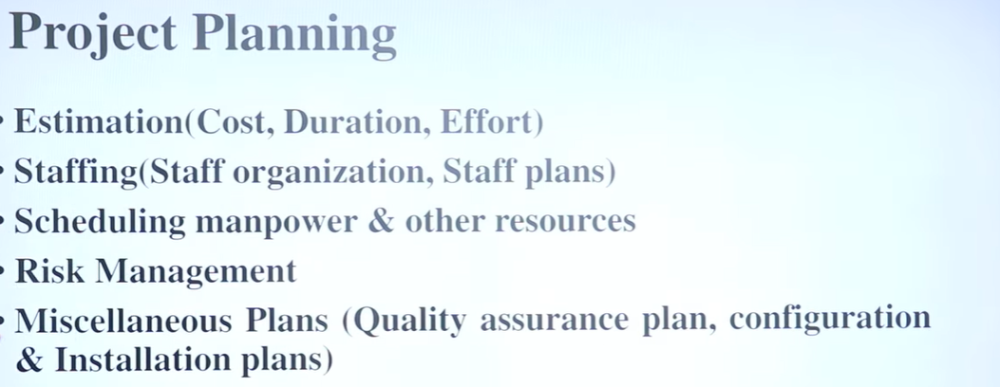 Project Planning
• Estimation(Cost, Duration, Effort)
• Staffing(Staff organization, Staff plans)
• Scheduling manpower & other resources
• Risk Management
• Miscellaneous Plans (Quality assurance plan, configuration
& Installation plans)